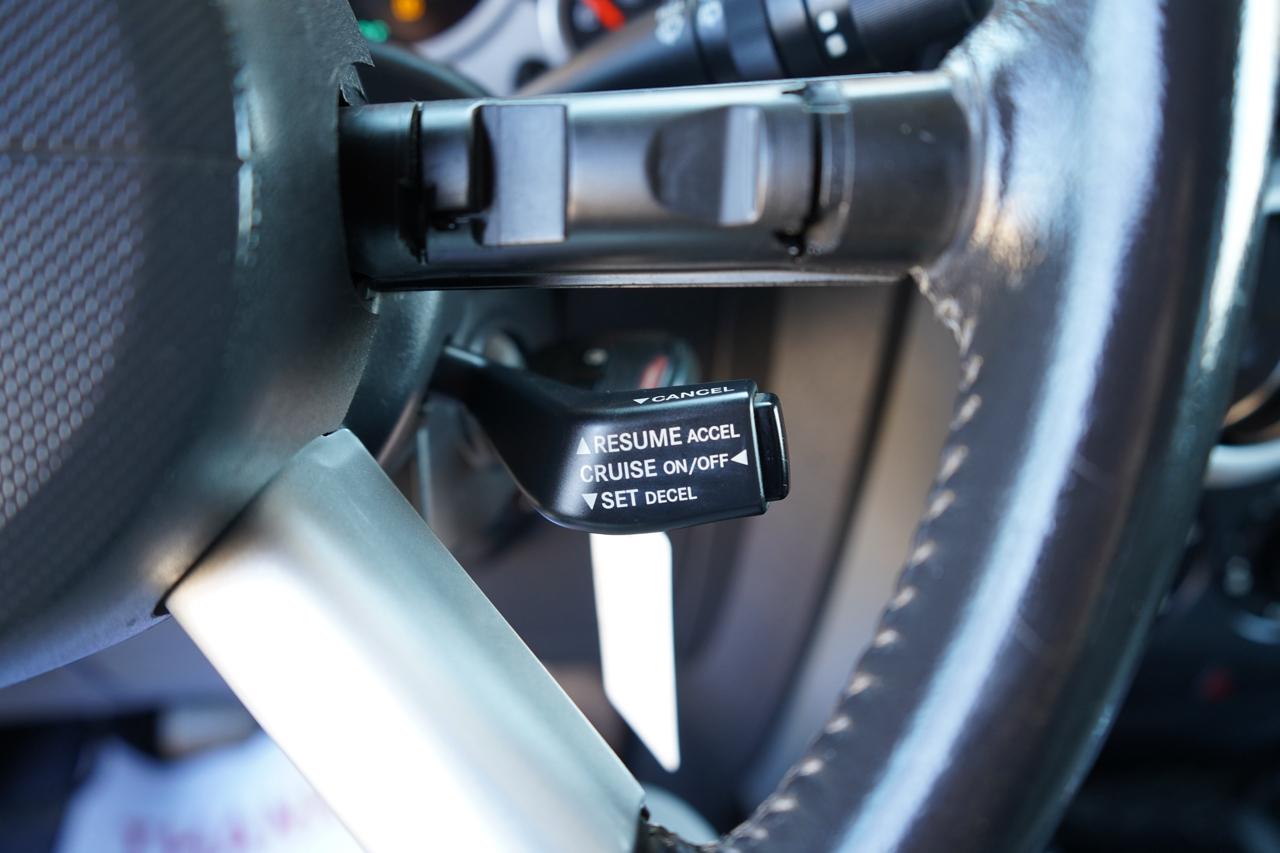 ▼CANCEL
▲RESUME ACCEL
CRUISE ON/OFF◀
▼SET DECEL